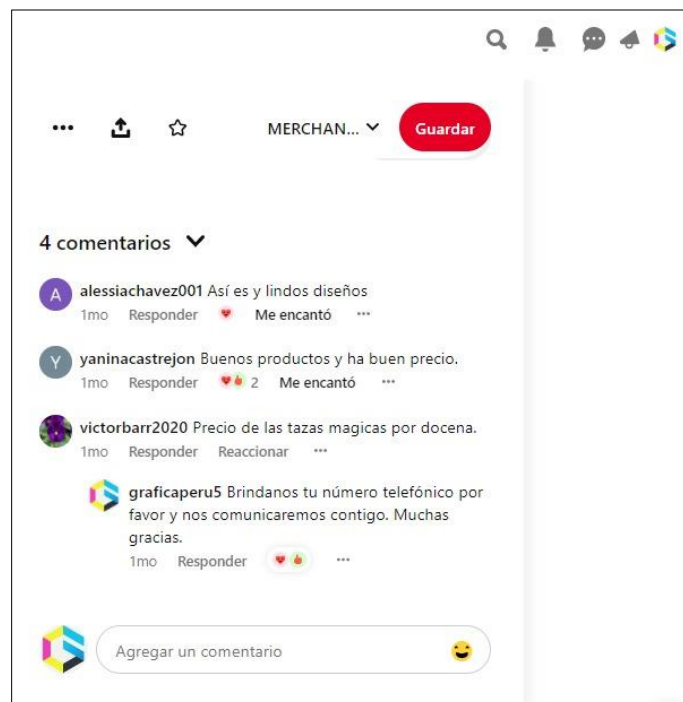 MERCHAN...
Guardar
4 comentarios
A
alessiachavez001 Así es y lindos diseños
1mo Responder Me encantó ...
Y
yaninacastrejon Buenos productos y ha buen precio.
1mo Responder 2 Me encantó ...
victorbarr2020 Precio de las tazas magicas por docena.
1mo Responder Reaccionar ...
graficaperu5 Brindanos tu número telefónico por
favor y nos comunicaremos contigo. Muchas
gracias.
1mo Responder ...
Agregar un comentario